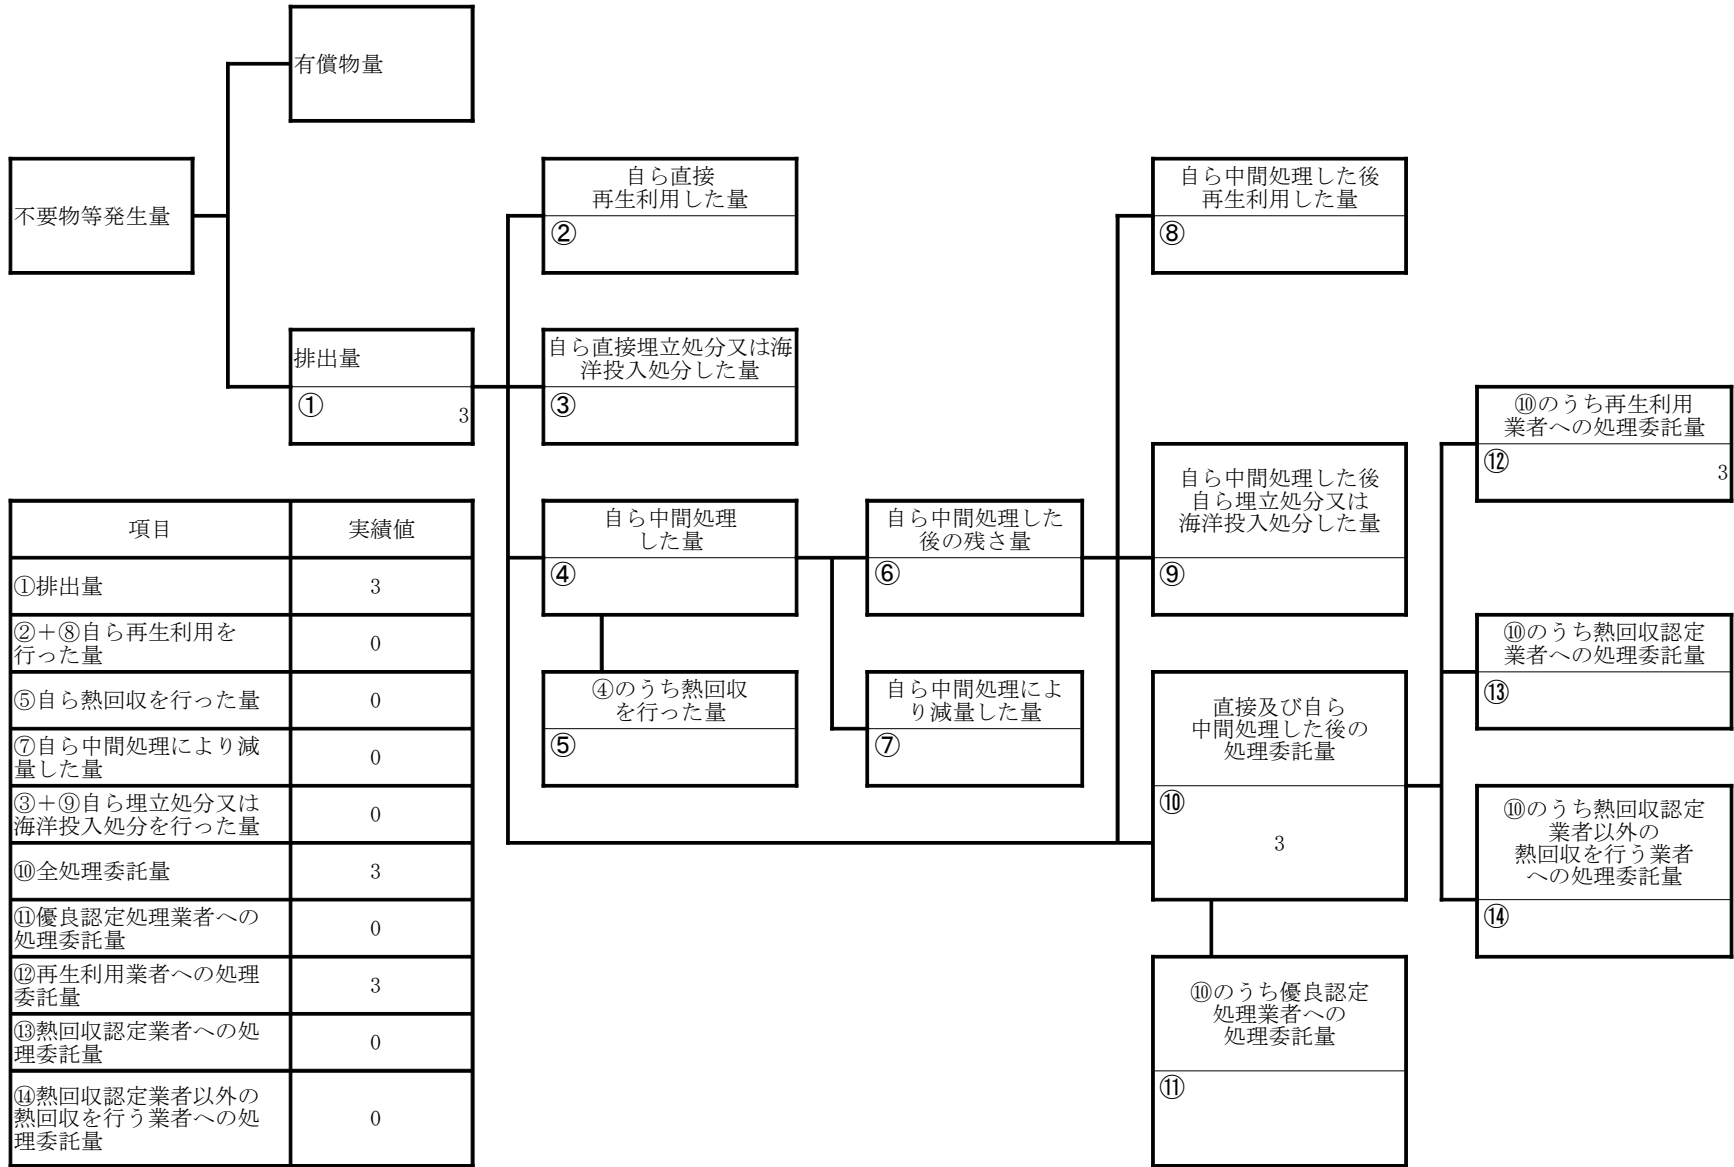 有償物量
不要物等発生量
排出量
①
3
自ら直接
再生利用した量
②
自ら直接埋立処分又は海
洋投入処分した量
③
自ら中間処理
した量
④
④のうち熱回収
を行った量
⑤
自ら中間処理した
後の残さ量
⑥
自ら中間処理によ
り減量した量
⑦
自ら中間処理した後
再生利用した量
⑧
自ら中間処理した後
自ら埋立処分又は
海洋投入処分した量
⑨
直接及び自ら
中間処理した後の
処理委託量
⑩
3
⑩のうち優良認定
処理業者への
処理委託量
⑪
⑩のうち再生利用
業者への処理委託量
⑫
3
⑩のうち熱回収認定
業者への処理委託量
⑬
⑩のうち熱回収認定
業者以外の
熱回収を行う業者
への処理委託量
⑭
項目 実績値
①排出量 3
②+⑧自ら再生利用を
行った量 0
⑤自ら熱回収を行った量 0
⑦自ら中間処理により減
量した量 0
③+⑨自ら埋立処分又は
海洋投入処分を行った量 0
⑩全処理委託量 3
⑪優良認定処理業者への
処理委託量 0
⑫再生利用業者への処理
委託量 3
⑬熱回収認定業者への処
理委託量 0
⑭熱回収認定業者以外の
熱回収を行う業者への処
理委託量 0